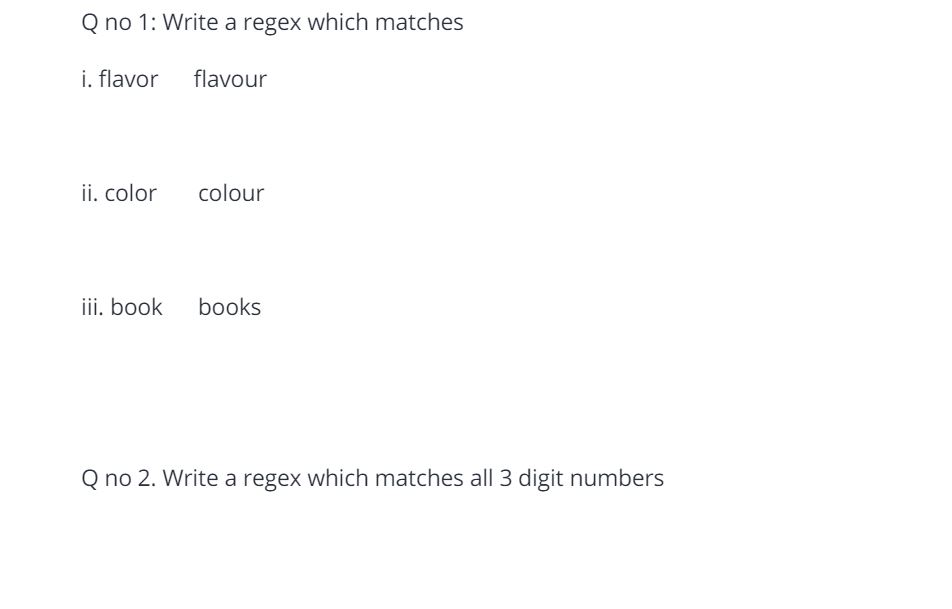 Q no 1: Write a regex which matches
i. flavor flavour
ii. color colour
iii. book books
Q no 2. Write a regex which matches all 3 digit numbers